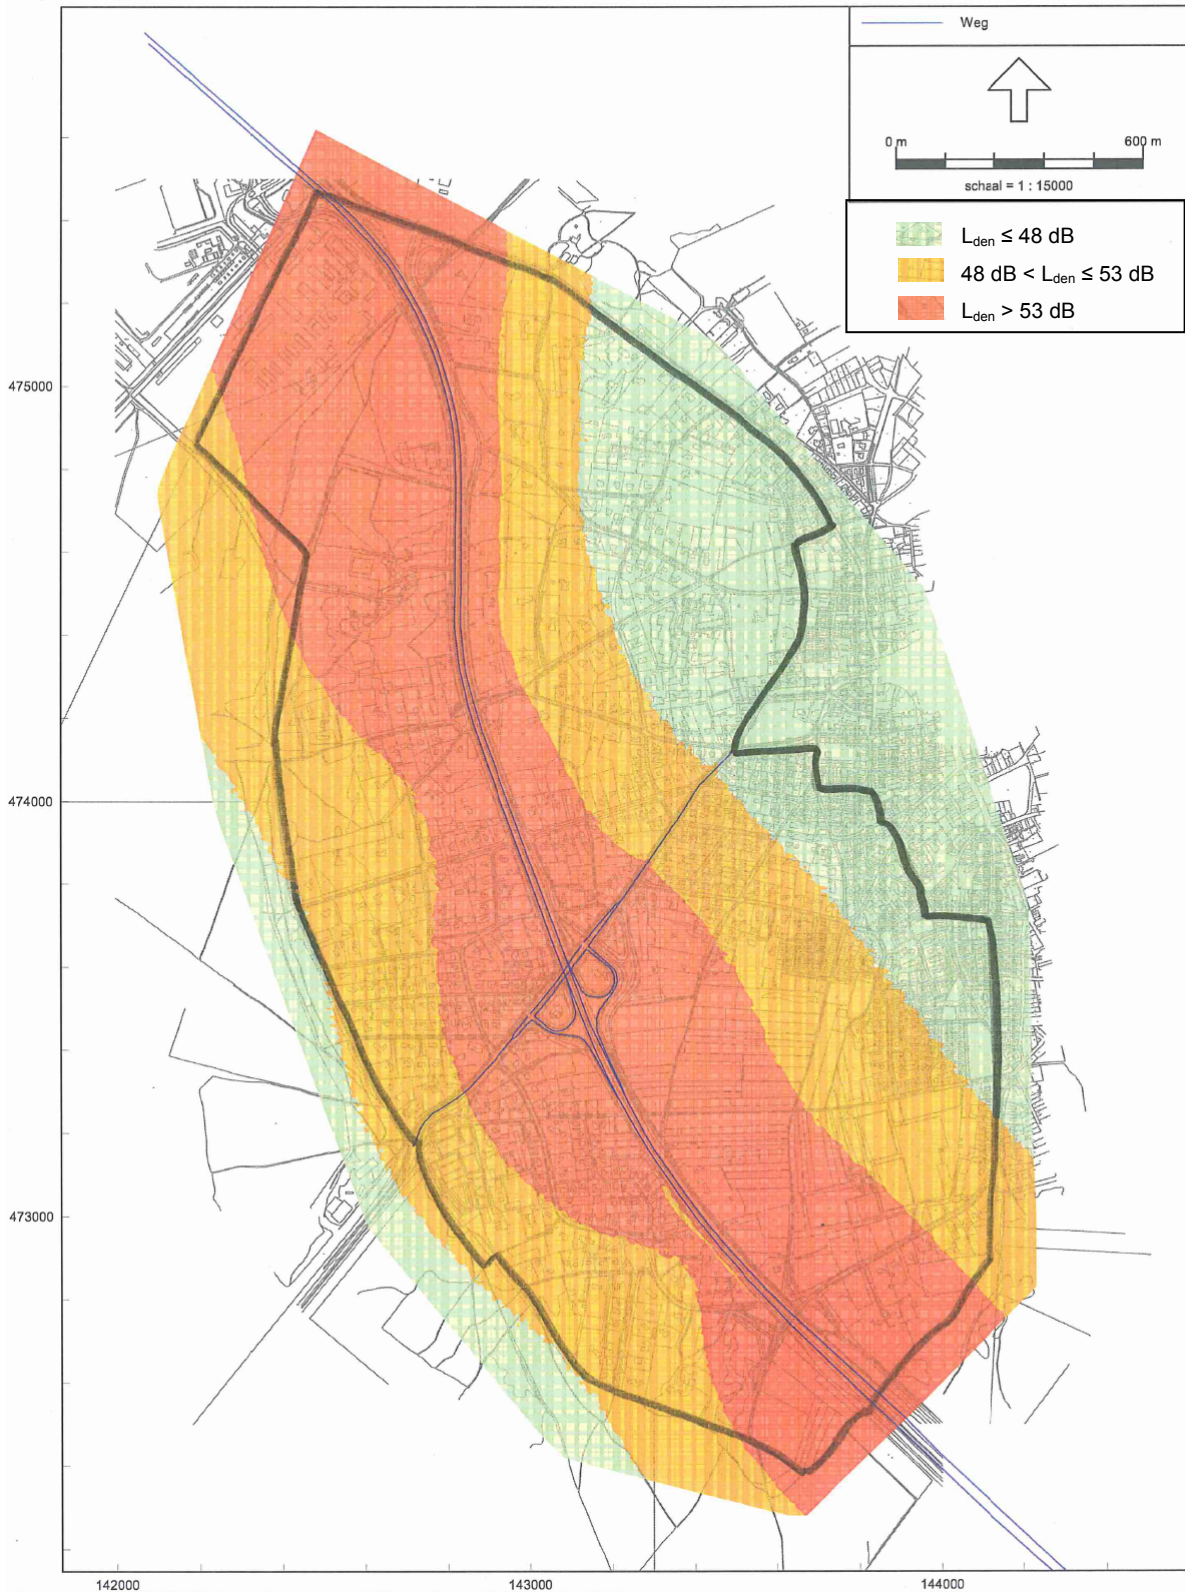 Weg
0 m 600 m
schaal = 1 : 15000
Lden ≤ 48 dB
48 dB < Lden ≤ 53 dB
Lden > 53 dB
475000
474000
473000
142000 143000 144000